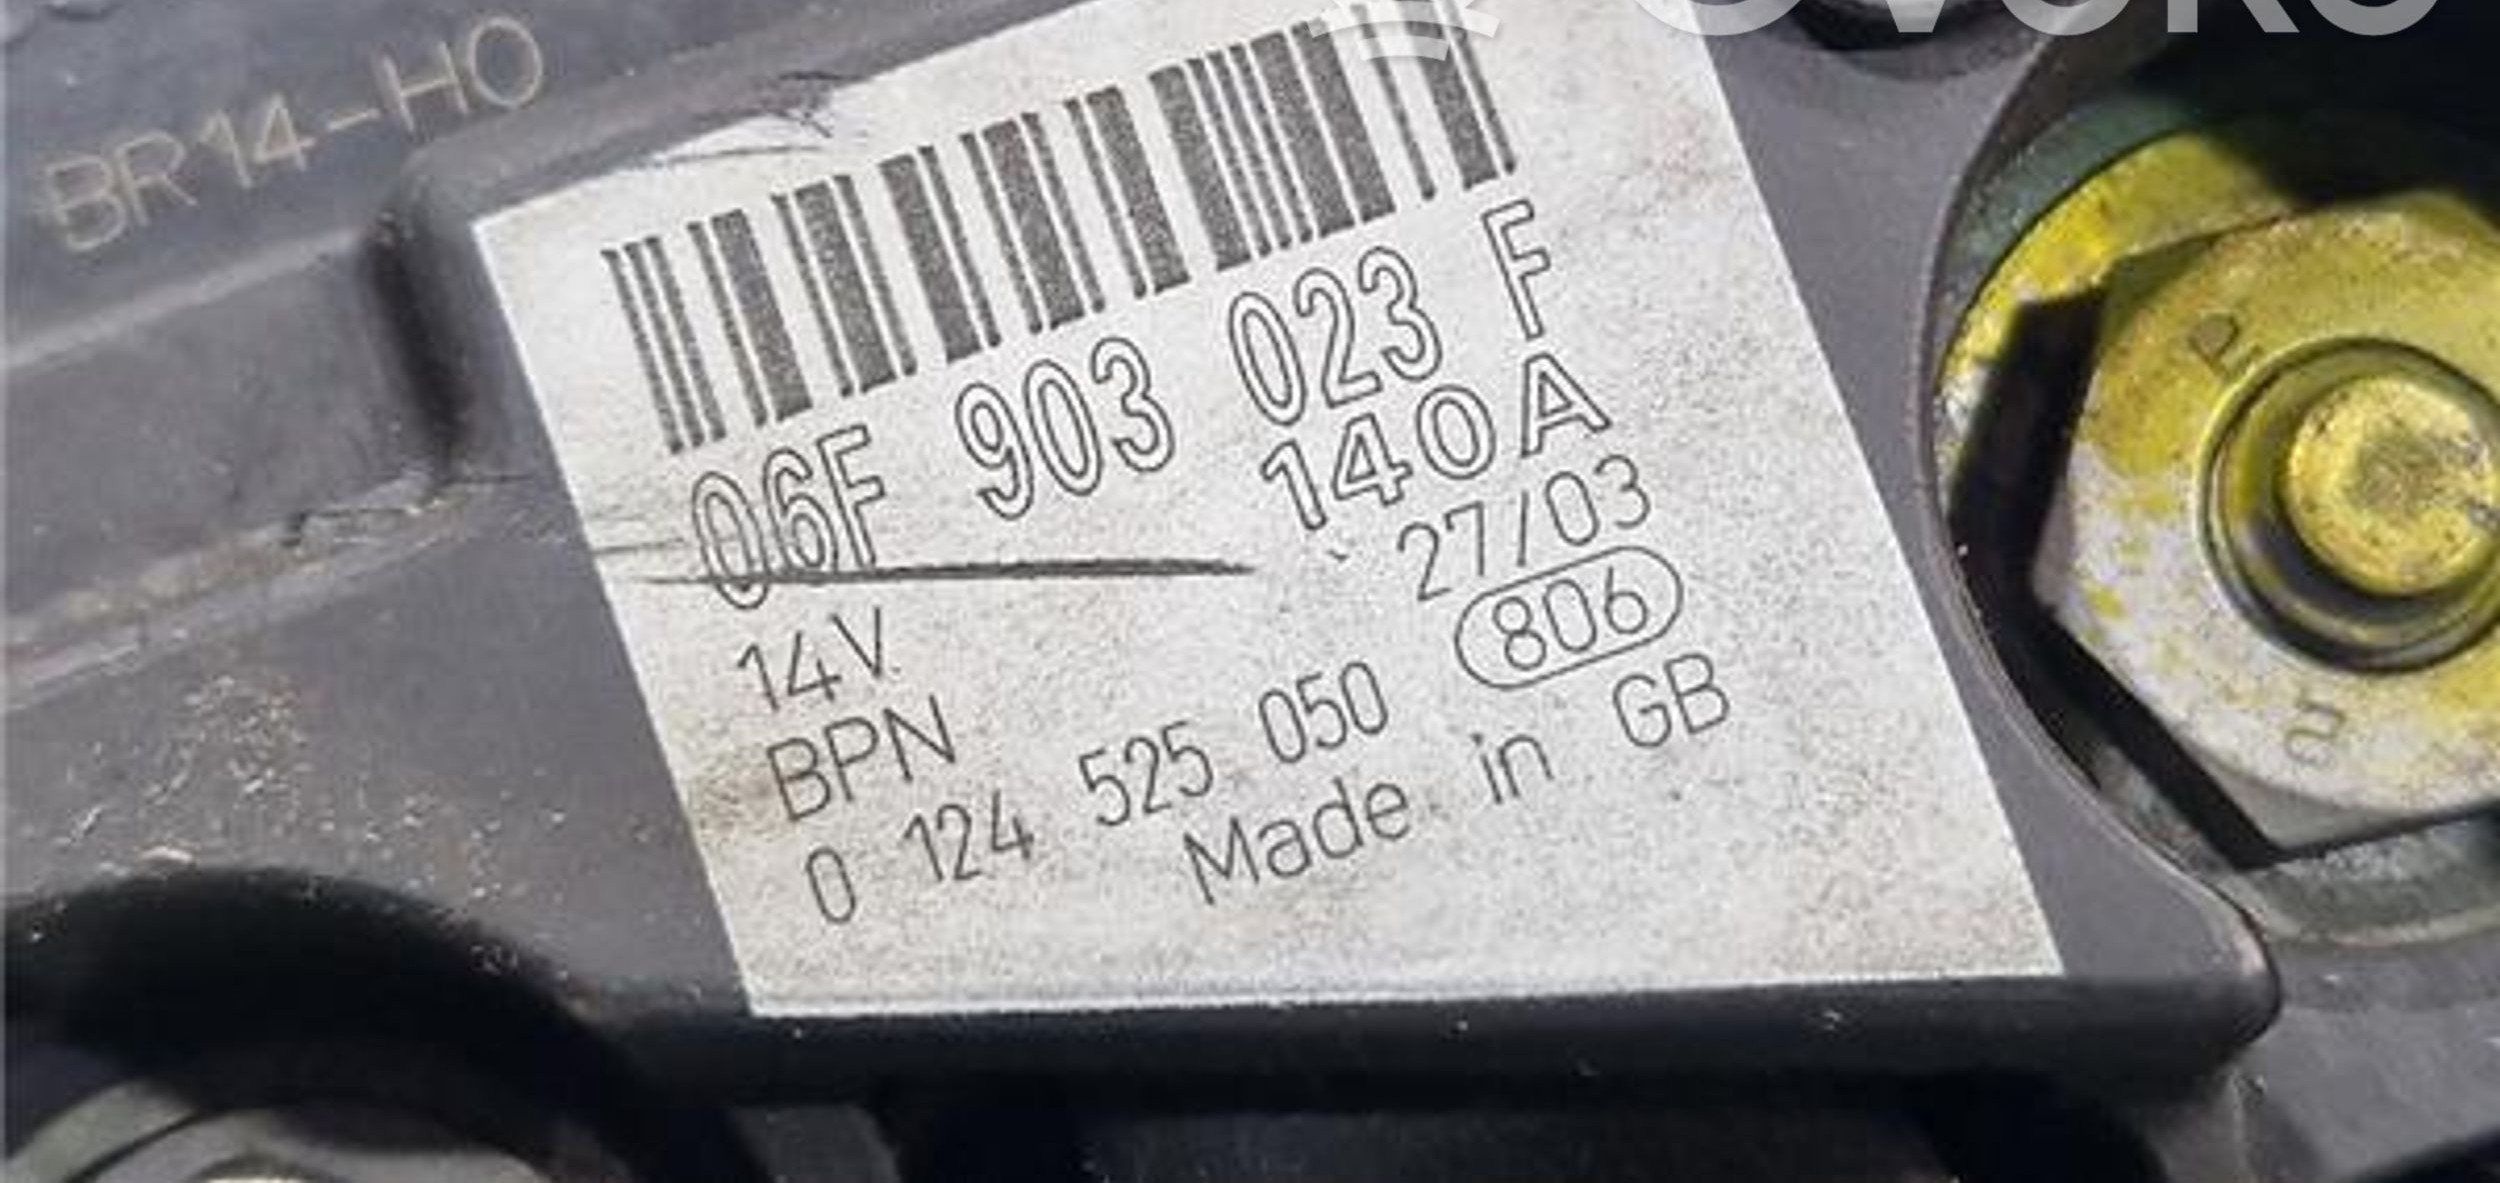 BR14-HO
06F 903 023 F
140A
27/03
14V
806
BPN
0 124 525 050
Made in GB